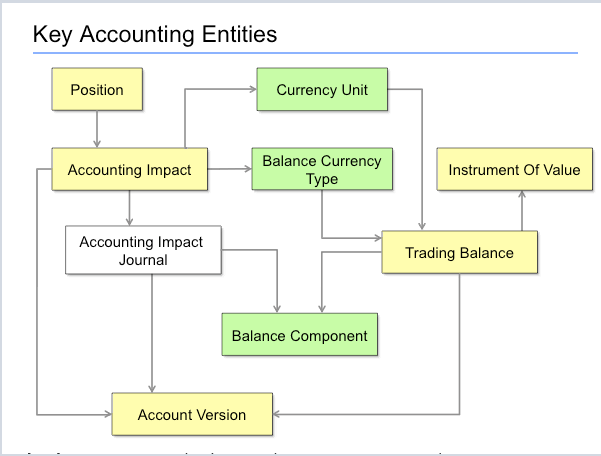 Key Accounting Entities
Position
Currency Unit
Accounting Impact
Balance Currency
Type
Instrument Of Value
Accounting Impact
Journal
Trading Balance
Balance Component
Account Version